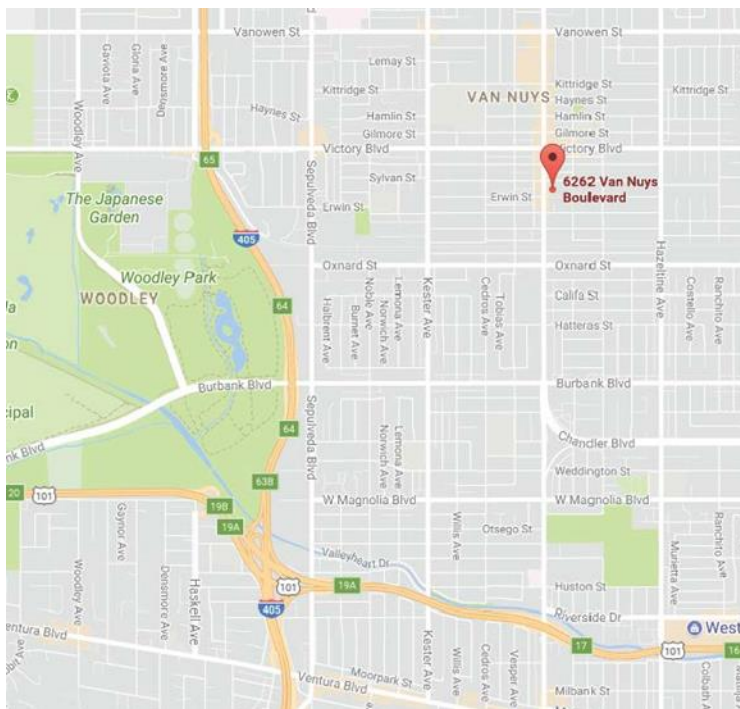 Vanowen St
Vanowen St
Gaviota Ave
Gloria Ave
Densmore Ave
Lemay St
Kittridge St
Kittridge St
Kittridge St
VAN NUYS
Haynes St
Haynes St
Hamlin St
Hamlin St
Gilmore St
Gilmore St
Woodley Ave
Victory Blvd
Victory Blvd
65
Sylvan St
6262 Van Nuys
Boulevard
The Japanese
Garden
Erwin St
Erwin St
Sepulveda Blvd
405
Oxnard St
Oxnard St
Hazeltine Ave
Woodley Park
WOODLEY
64
Halbrent Ave
Burnet Ave
Noble Ave
Norwich Ave
Lemona Ave
Kester Ave
Cedros Ave
Tobias Ave
Califa St
Hatteras St
Costello Ave
Ranchito Ave
Burbank Blvd
Burbank Blvd
cipal
nk Blvd
64
Sepulveda Blvd
Norwich Ave
Lemona Ave
Chandler Blvd
Weddington St
63B
20
101
19B
19A
W Magnolia Blvd
W Magnolia Blvd
Gaynor Ave
Woodley Ave
Densmore Ave
Haskell Ave
Willis Ave
Otsego St
Valleyheart Dr
Murietta Ave
Ranchito Ave
101
19A
Huston St
405
Riverside Dr
West
entura Blvd
Kester Ave
Willis Ave
Cedros Ave
Vesper Ave
17
101
16
Moorpark St
Ventura Blvd
Milbank St
Colbath A